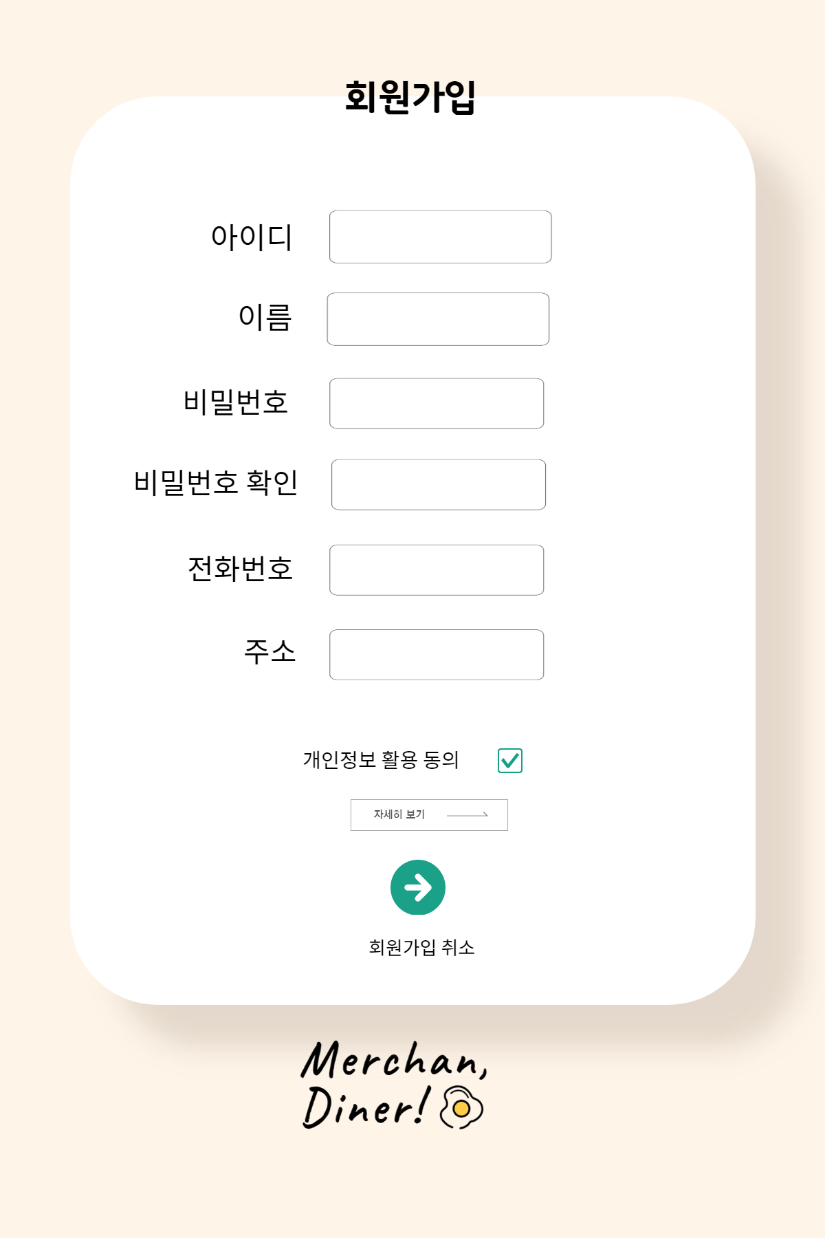 회원가입
아이디
이름
비밀번호
비밀번호 확인
전화번호
주소
개인정보 활용 동의
자세히 보기
회원가입 취소
Merchan,
Diner!